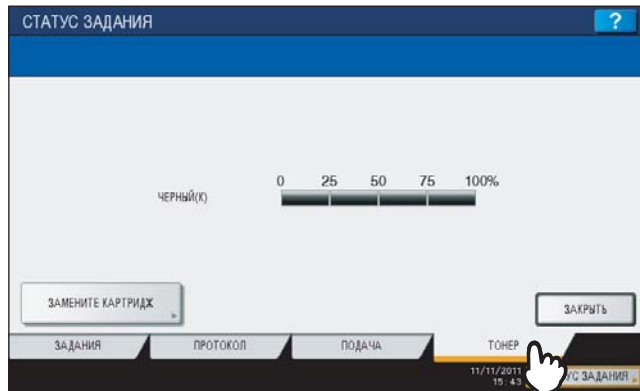 СТАТУС ЗАДАНИЯ ?
0 25 50 75 100%
ЧЕРНЫЙ(K)
ЗАМЕНИТЕ КАРТРИДЖ
ЗАКРЫТЬ
ЗАДАНИЯ ПРОТОКОЛ ПОДАЧА ТОНЕР
11/11/2011
15:43
УС ЗАДАНИЯ